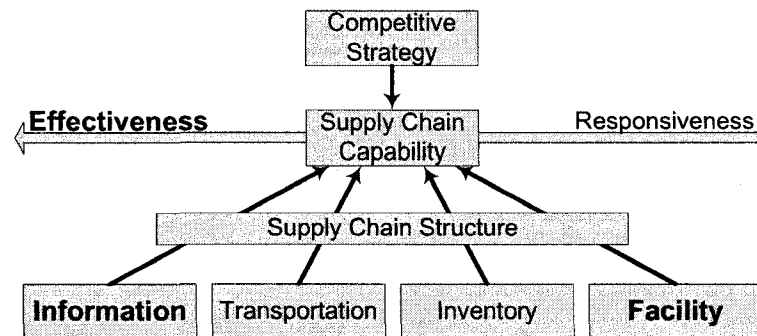 Competitive
Strategy
Effectiveness
Supply Chain
Capability
Responsiveness
Supply Chain Structure
Information
Transportation
Inventory
Facility